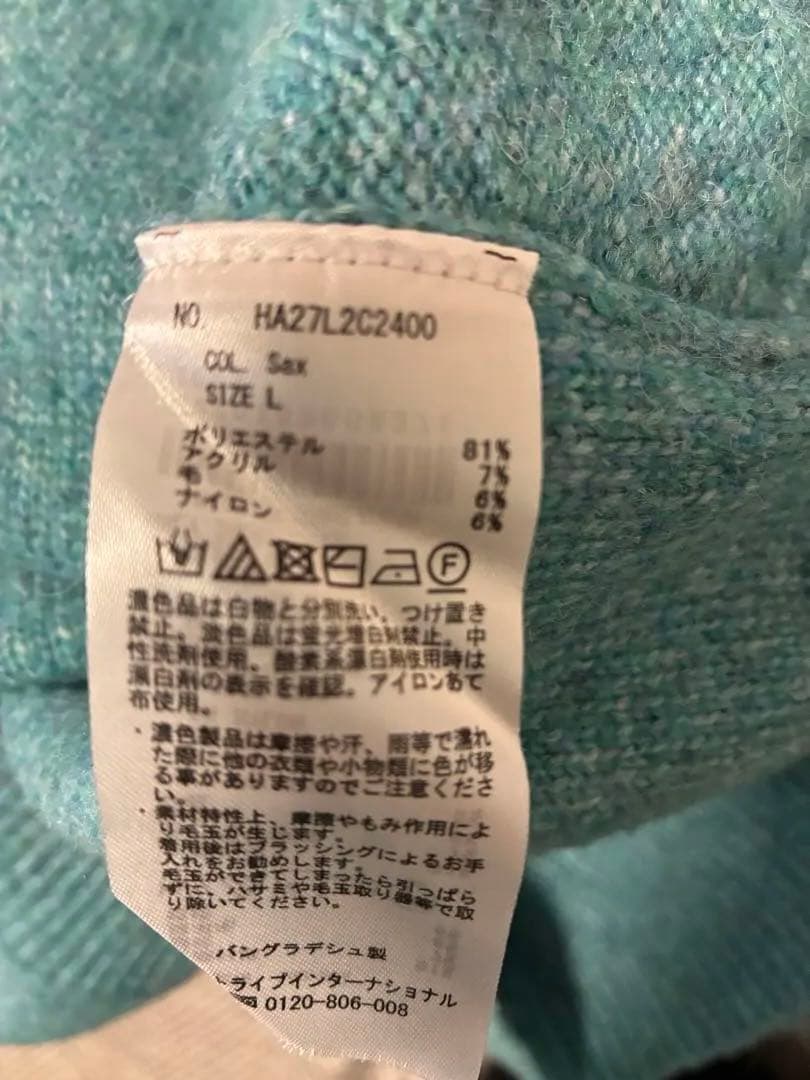 NO. HA27L2C2400
COL. Sax
SIZE L
ポリエステル 81%
アクリル 7%
毛 6%
ナイロン 6%
F
濃色品は白物と分別洗い。つけ置き
禁止。淡色品は蛍光増白剤禁止。中
性洗剤使用。酸素系漂白剤使用時は
漂白剤の表示を確認。アイロンあて
布使用。
・濃色製品は摩擦や汗、雨等で濡れ
た際に他の衣類や小物類に色が移
る事がありますのでご注意くださ
い。
・素材特性上、摩擦やもみ作用によ
り毛玉が生じます。
着用後はブラッシングによるお手
入れをお勧めします。
毛玉ができてしまったら引っぱら
ずに、ハサミや毛玉取り器等で取
り除いてください。
バングラデシュ製
トライプインターナショナル
0120-806-008